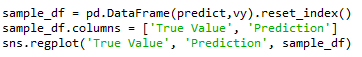 sample_df = pd.DataFrame(predict,vy).reset_index()
sample_df.columns = ['True Value', 'Prediction']
sns.regplot('True Value', 'Prediction', sample_df)